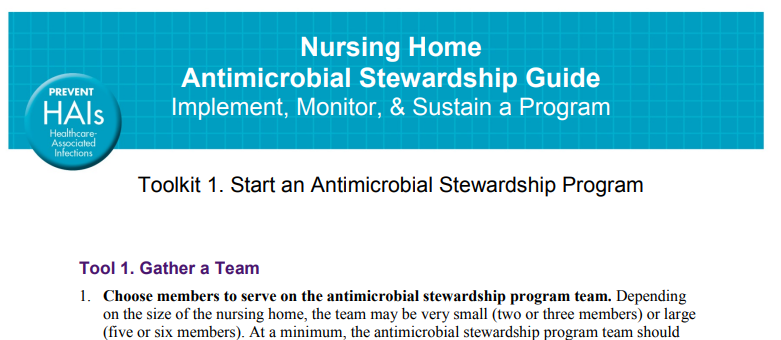 Nursing Home
Antimicrobial Stewardship Guide
Implement, Monitor, & Sustain a Program
PREVENT
HAIs
Healthcare-
Associated
Infections
Toolkit 1. Start an Antimicrobial Stewardship Program
Tool 1. Gather a Team
1. Choose members to serve on the antimicrobial stewardship program team. Depending
on the size of the nursing home, the team may be very small (two or three members) or large
(five or six members). At a minimum, the antimicrobial stewardship program team should